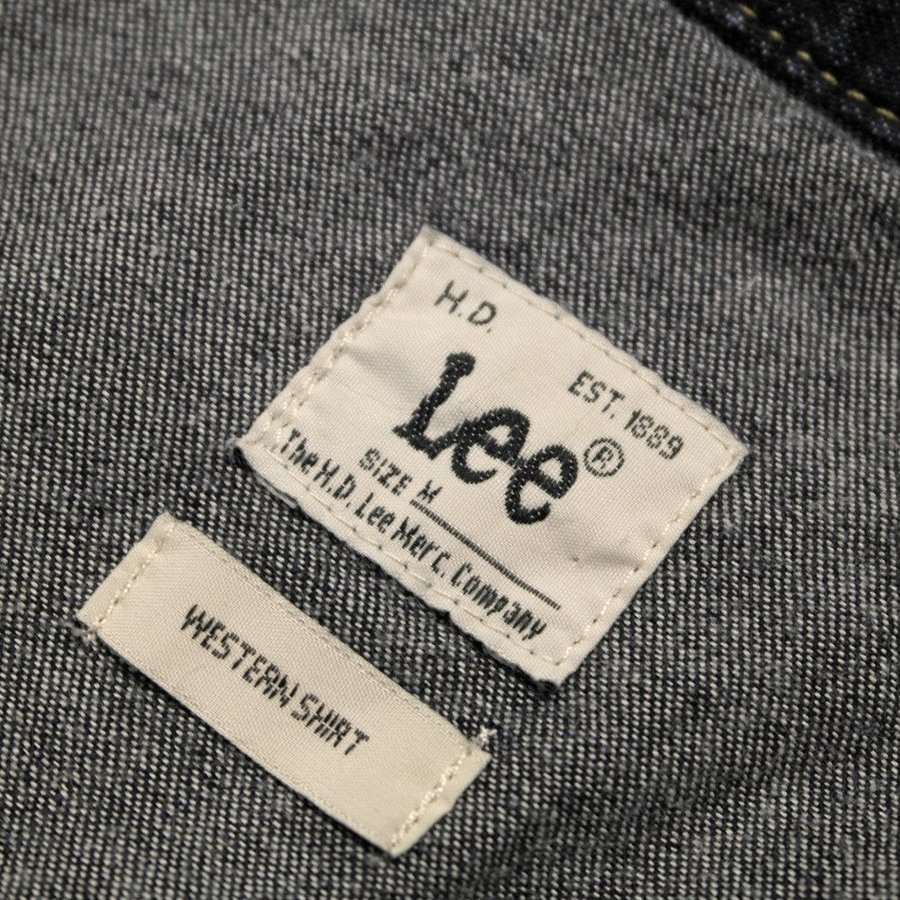 H.D.
EST. 1889
Lee®
SIZE M
The H.D. Lee Merc. Company
WESTERN SHIRT